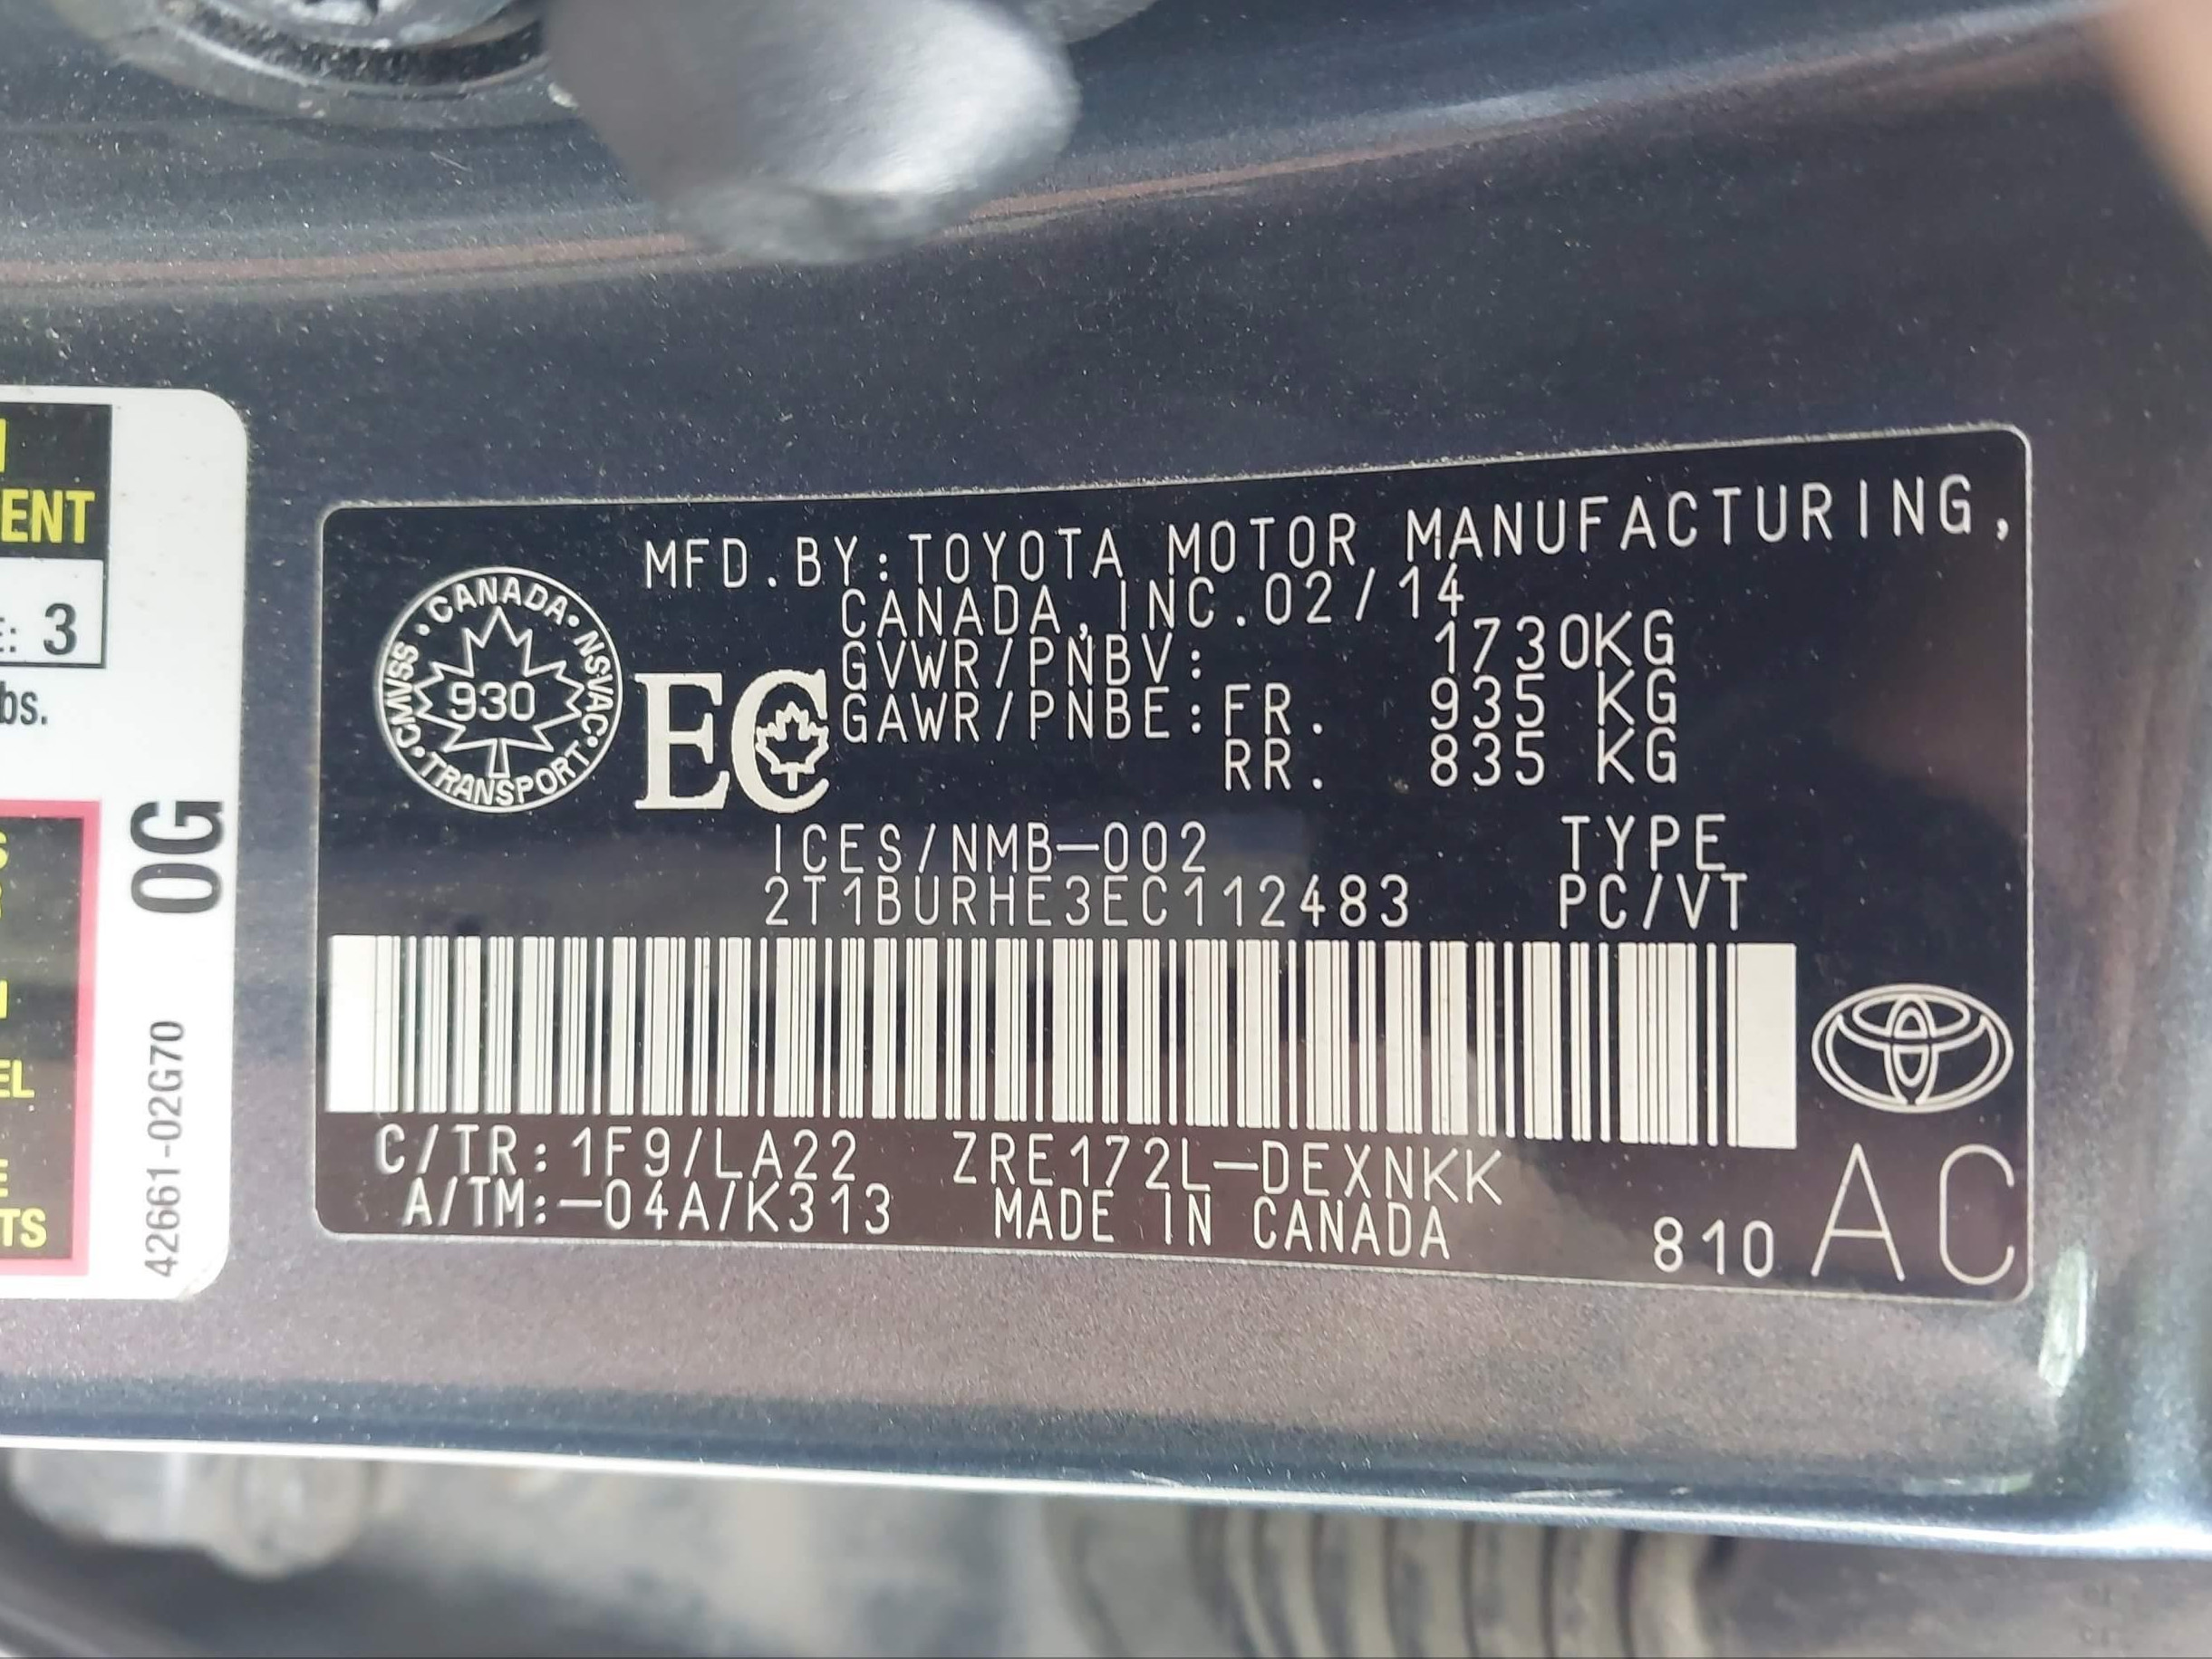 ENT
E: 3
bs.
0G
42661-02G70
EL
TS
MFD.BY:TOYOTA MOTOR MANUFACTURING,
CANADA, INC.02/14
GVWR/PNBV: 1730KG
GAWR/PNBE:FR. 935 KG
RR. 835 KG
CMVSS · CANADA · NSVAC · TRANSPORT
930
EC
ICES/NMB-002 TYPE
2T1BURHE3EC112483 PC/VT
C/TR:1F9/LA22 ZRE172L-DEXNKK
A/TM:-04A/K313 MADE IN CANADA
810 AC